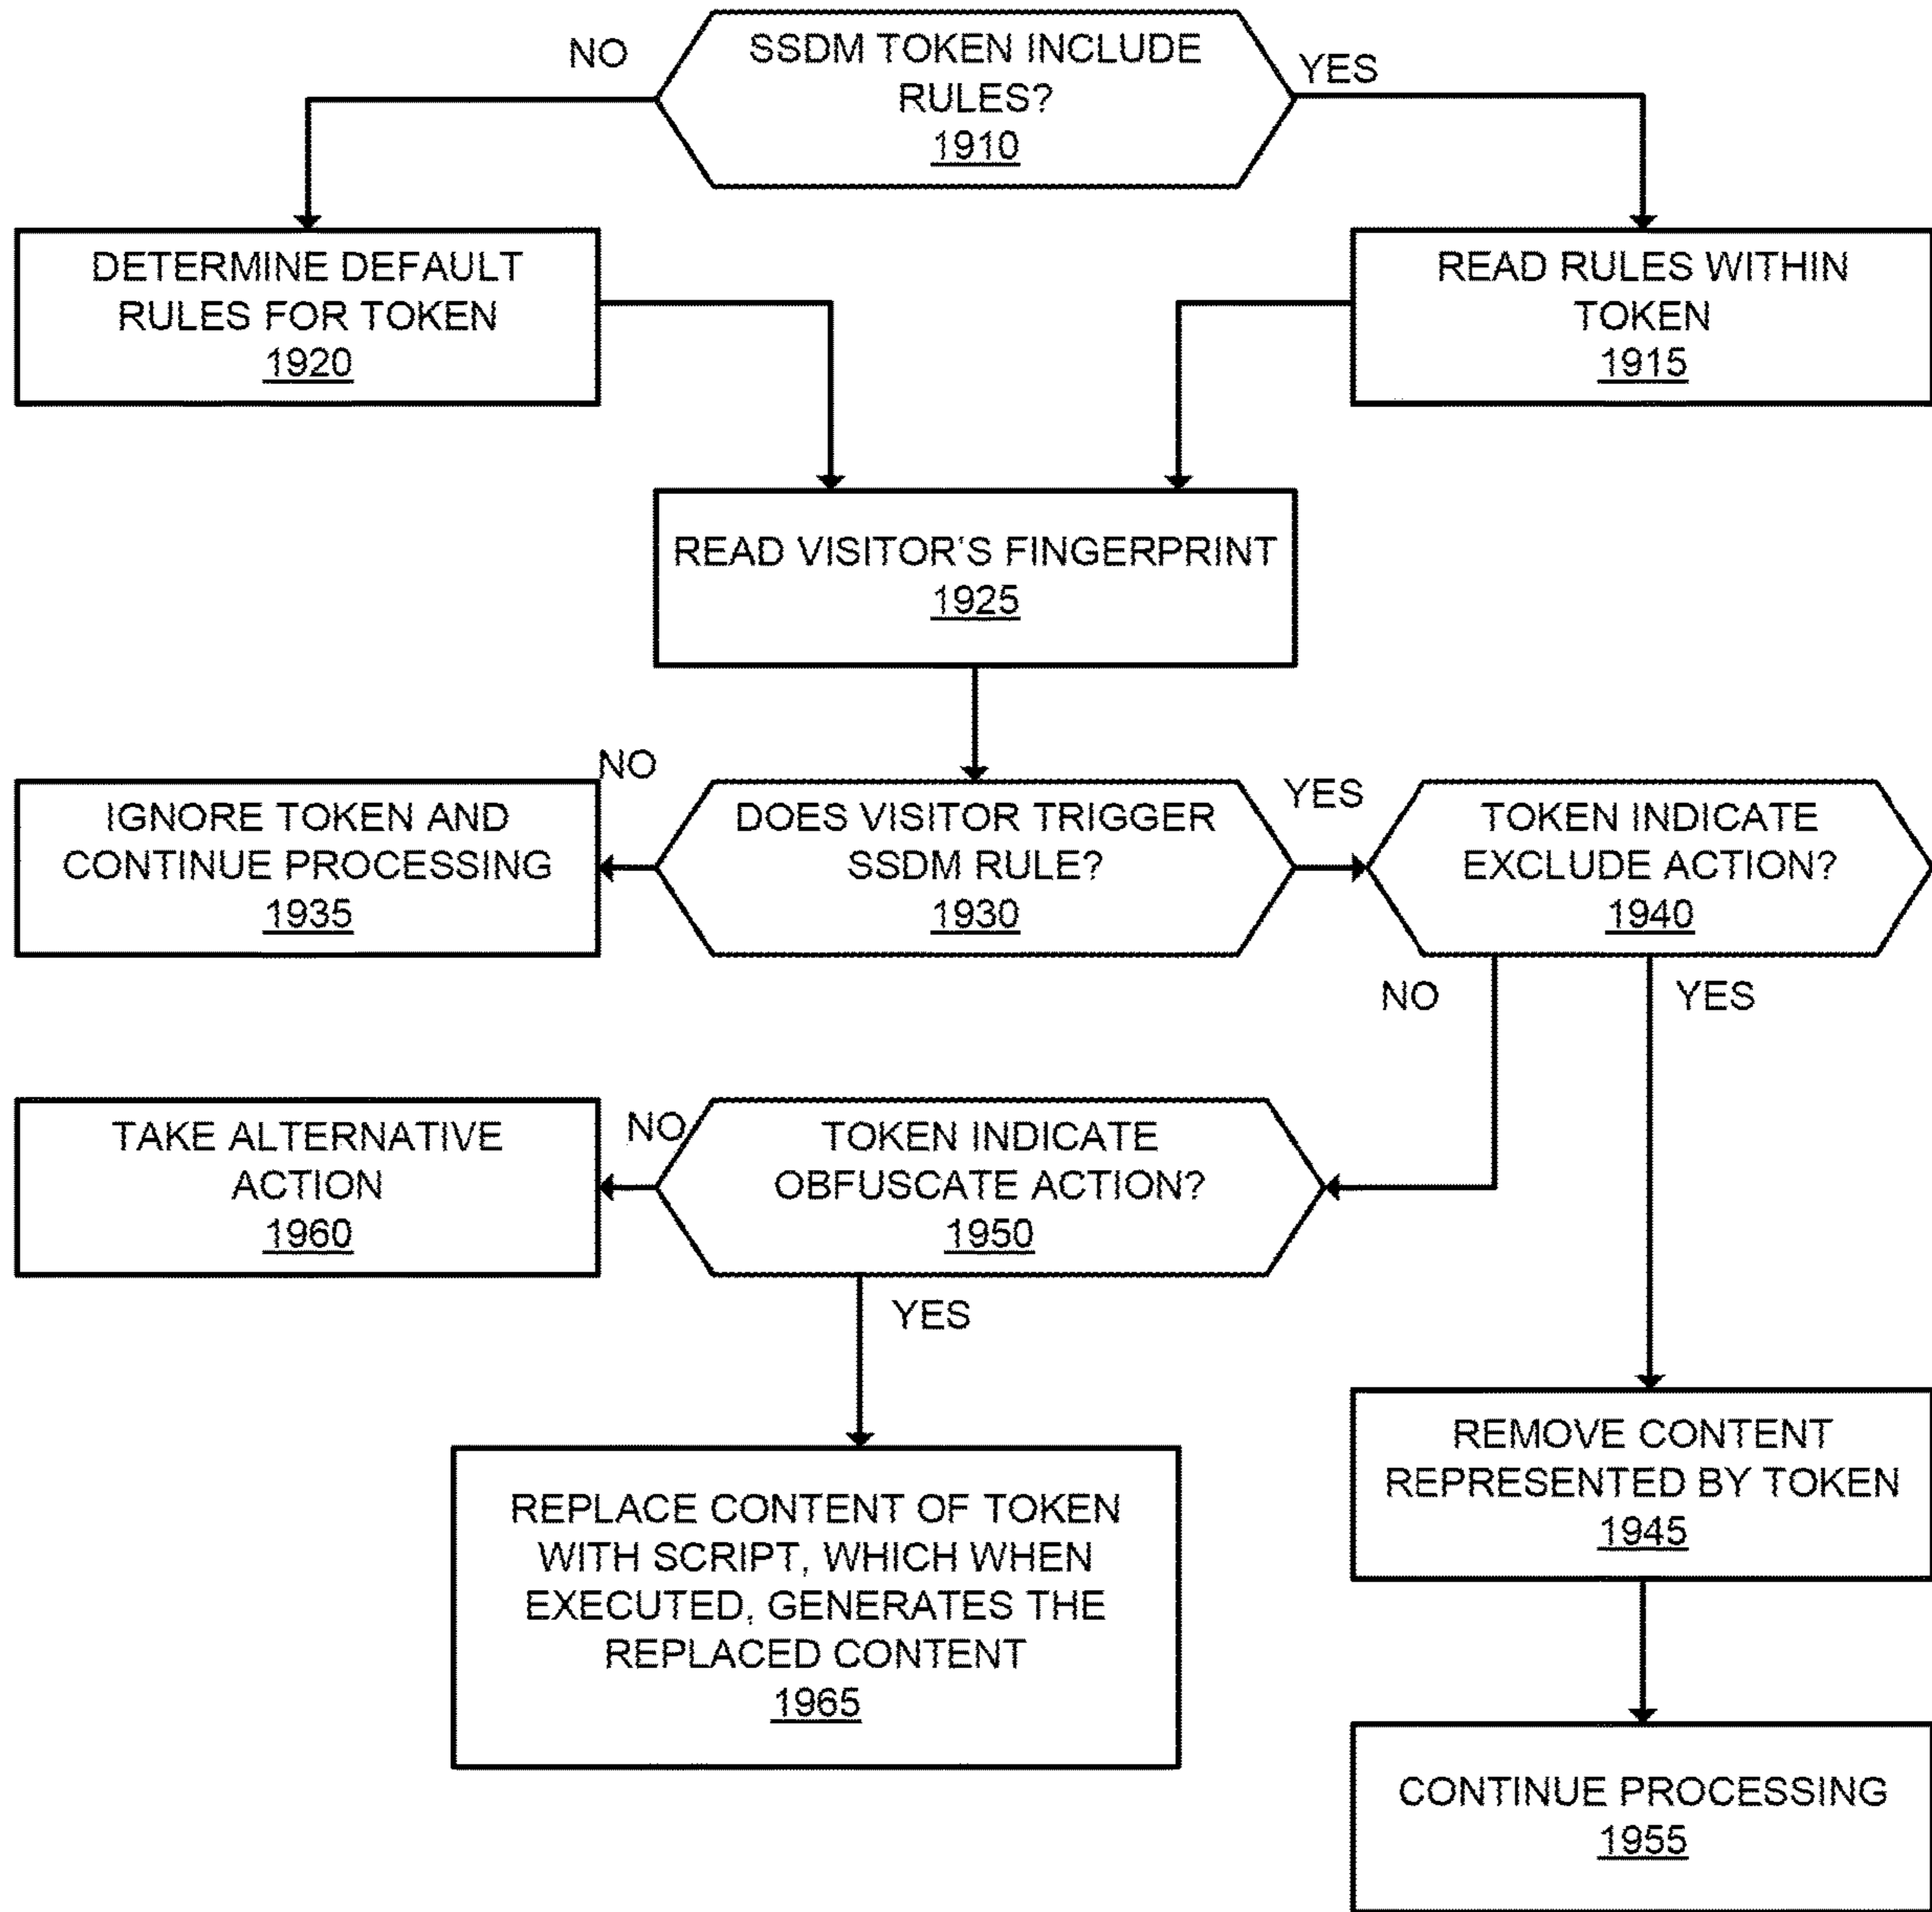 NO
SSDM TOKEN INCLUDE
RULES?
1910
YES
DETERMINE DEFAULT
RULES FOR TOKEN
1920
READ RULES WITHIN
TOKEN
1915
READ VISITOR'S FINGERPRINT
1925
IGNORE TOKEN AND
CONTINUE PROCESSING
1935
NO
DOES VISITOR TRIGGER
SSDM RULE?
1930
YES
TOKEN INDICATE
EXCLUDE ACTION?
1940
NO
YES
TAKE ALTERNATIVE
ACTION
1960
NO
TOKEN INDICATE
OBFUSCATE ACTION?
1950
YES
REPLACE CONTENT OF TOKEN
WITH SCRIPT, WHICH WHEN
EXECUTED, GENERATES THE
REPLACED CONTENT
1965
REMOVE CONTENT
REPRESENTED BY TOKEN
1945
CONTINUE PROCESSING
1955